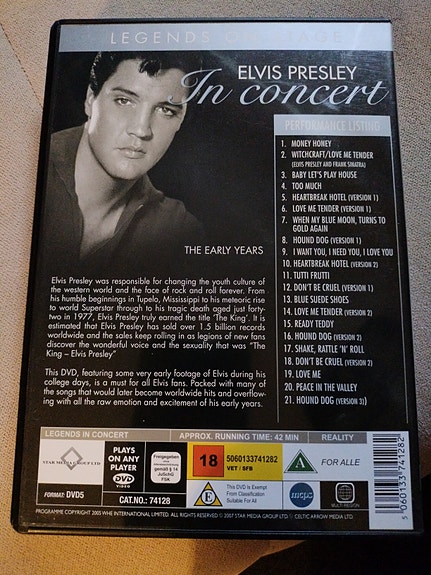 LEGENDS ON STAGE
ELVIS PRESLEY
In concert
PERFORMANCE LISTING
1. MONEY HONEY
2. WITCHCRAFT/LOVE ME TENDER
(ELVIS PRESLEY AND FRANK SINATRA)
3. BABY LET'S PLAY HOUSE
4. TOO MUCH
5. HEARTBREAK HOTEL (VERSION 1)
6. LOVE ME TENDER (VERSION 1)
7. WHEN MY BLUE MOON, TURNS TO
GOLD AGAIN
8. HOUND DOG (VERSION 1)
9. I WANT YOU, I NEED YOU, I LOVE YOU
10. HEARTBREAK HOTEL (VERSION 2)
11. TUTTI FRUTTI
12. DON'T BE CRUEL (VERSION 1)
13. BLUE SUEDE SHOES
14. LOVE ME TENDER (VERSION 2)
15. READY TEDDY
16. HOUND DOG (VERSION 2)
17. SHAKE, RATTLE 'N' ROLL
18. DON'T BE CRUEL (VERSION 2)
19. LOVE ME
20. PEACE IN THE VALLEY
21. HOUND DOG (VERSION 3))
THE EARLY YEARS
Elvis Presley was responsible for changing the youth culture of
the western world and the face of rock and roll forever. From
his humble beginnings in Tupelo, Mississippi to his meteoric rise
to world Superstar through to his tragic death aged just forty-
two in 1977, Elvis Presley truly earned the title 'The King'. It is
estimated that Elvis Presley has sold over 1.5 billion records
worldwide and the sales keep rolling in as legions of new fans
discover the wonderful voice and the sexuality that was "The
King – Elvis Presley"
This DVD, featuring some very early footage of Elvis during his
college days, is a must for all Elvis fans. Packed with many of
the songs that would later become worldwide hits and overflow-
ing with all the raw emotion and excitement of his early years.
LEGENDS IN CONCERT
APPROX. RUNNING TIME: 42 MIN
REALITY
STAR MEDIA GROUP LTD
FORMAT: DVD5
PLAYS
ON ANY
PLAYER
DVD
VIDEO
CAT.NO.: 74128
Freigegeben
gemäß § 14
JuSchG
FSK
18
5060133741282
VET / SFB
E
This DVD is Exempt
From Classification
Suitable For All
A
FOR ALLE
mcps
MULTI REGION
5 060133 741282
PROGRAMME COPYRIGHT 2005 WHE INTERNATIONAL LIMITED. ALL RIGHTS RESERVED © 2007 STAR MEDIA GROUP LTD. CELTIC ARROW MEDIA LTD.